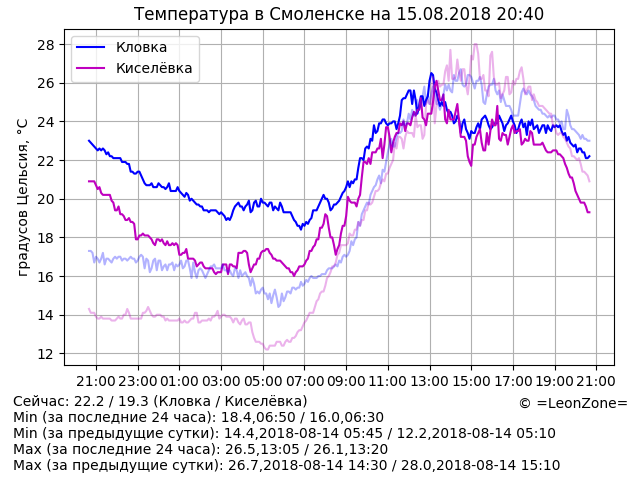 Температура в Смоленске на 15.08.2018 20:40
Кловка
Киселёвка
градусов Цельсия, °C
28
26
24
22
20
18
16
14
12
21:00 23:00 01:00 03:00 05:00 07:00 09:00 11:00 13:00 15:00 17:00 19:00 21:00
Сейчас: 22.2 / 19.3 (Кловка / Киселёвка)
© =LeonZone=
Min (за последние 24 часа): 18.4,06:50 / 16.0,06:30
Min (за предыдущие сутки): 14.4,2018-08-14 05:45 / 12.2,2018-08-14 05:10
Max (за последние 24 часа): 26.5,13:05 / 26.1,13:20
Max (за предыдущие сутки): 26.7,2018-08-14 14:30 / 28.0,2018-08-14 15:10